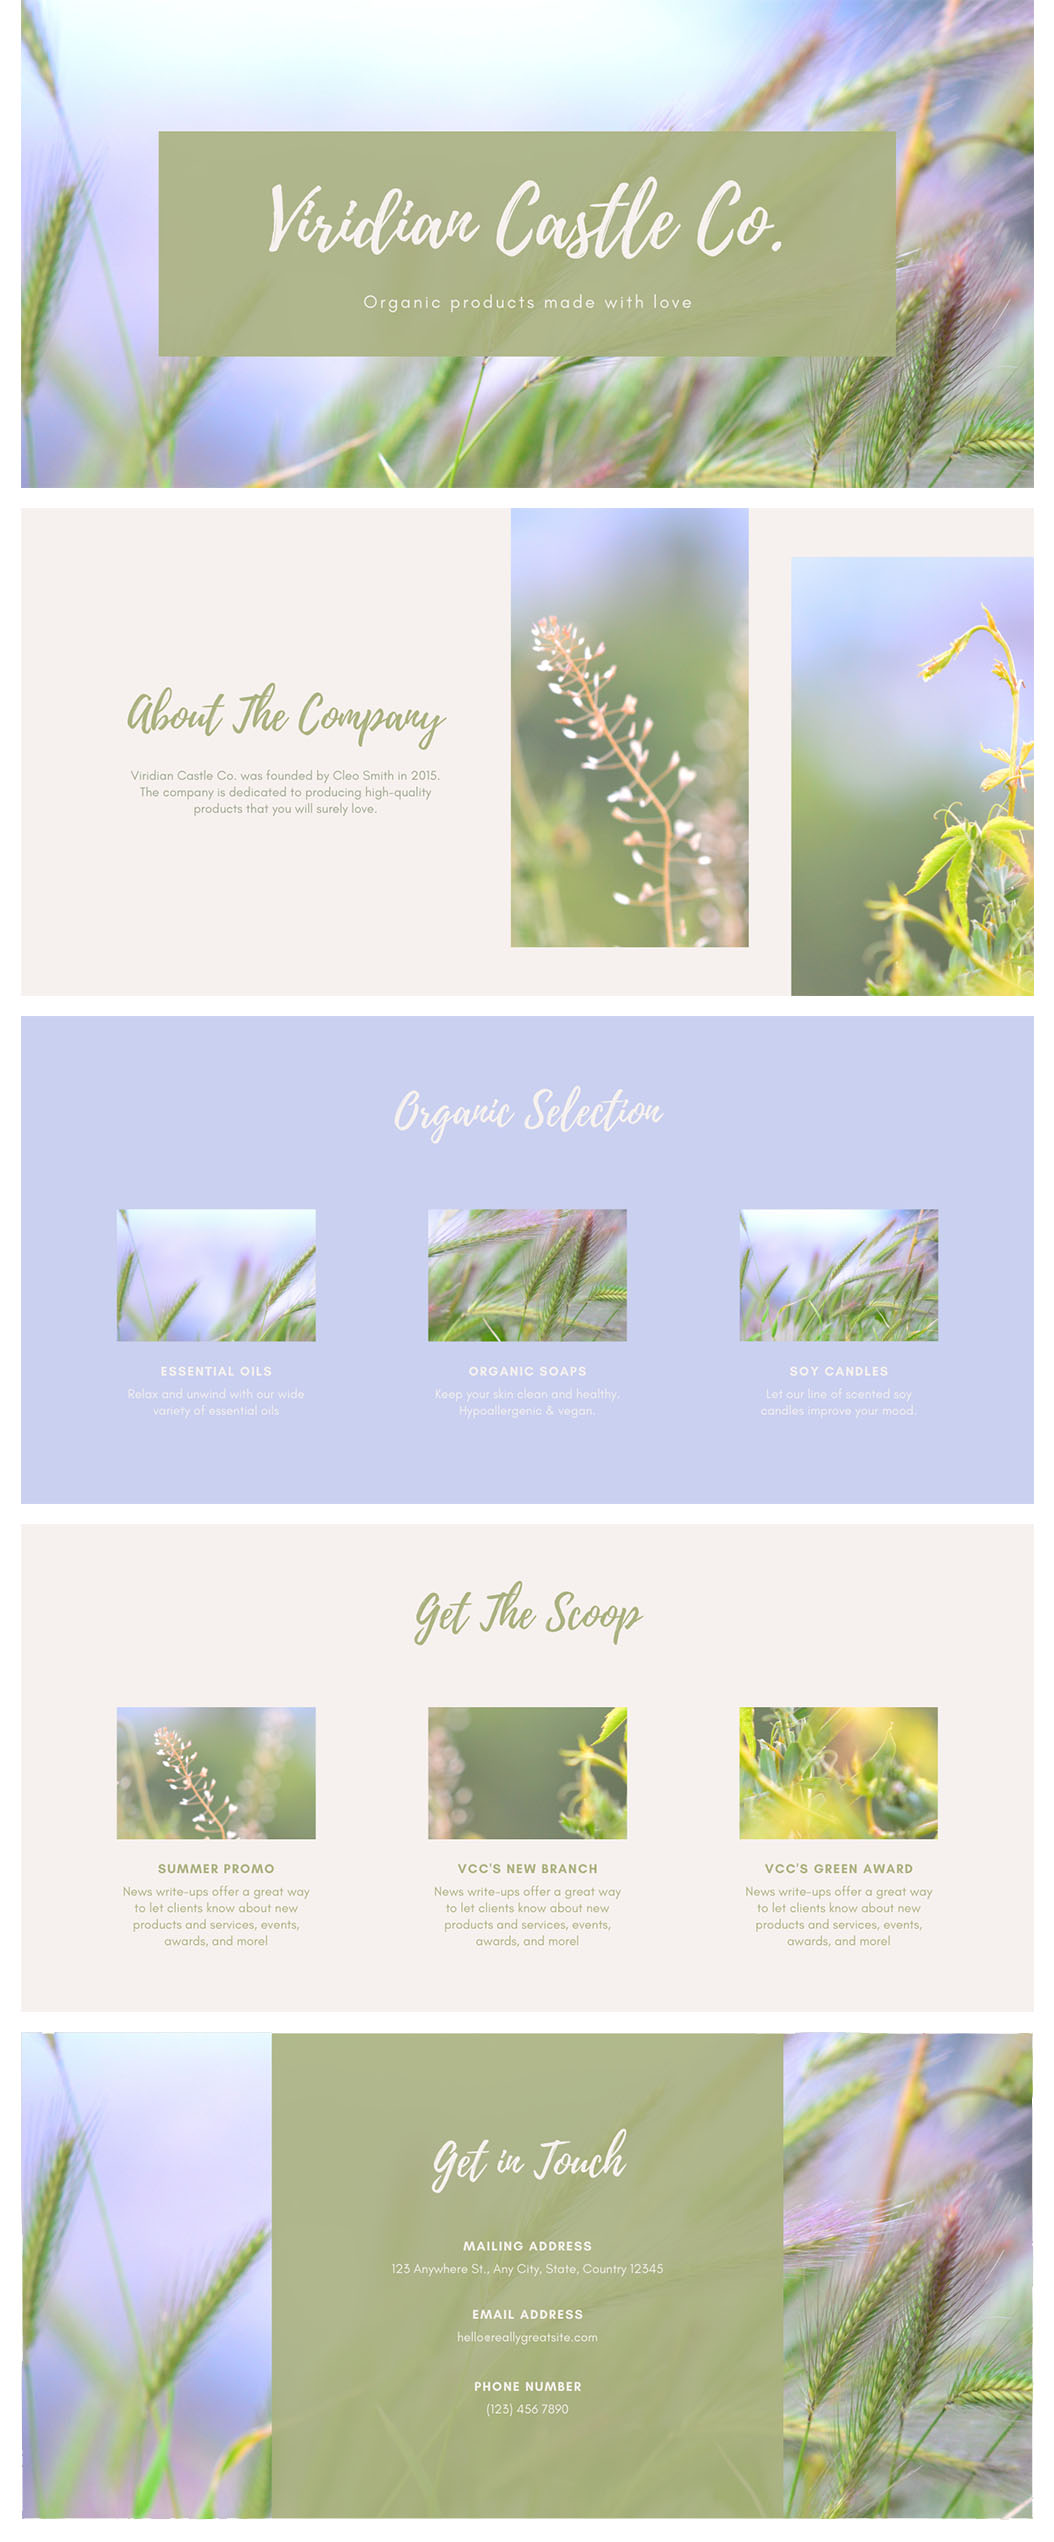 Viridian Castle Co.
Organic products made with love
About The Company
Viridian Castle Co. was founded by Cleo Smith in 2015.
The company is dedicated to producing high-quality
products that you will surely love.
Organic Selection
ESSENTIAL OILS
Relax and unwind with our wide
variety of essential oils
ORGANIC SOAPS
Keep your skin clean and healthy.
Hypoallergenic & vegan.
SOY CANDLES
Let our line of scented soy
candles improve your mood.
Get The Scoop
SUMMER PROMO
News write-ups offer a great way
to let clients know about new
products and services, events,
awards, and more!
VCC'S NEW BRANCH
News write-ups offer a great way
to let clients know about new
products and services, events,
awards, and more!
VCC'S GREEN AWARD
News write-ups offer a great way
to let clients know about new
products and services, events,
awards, and more!
Get in Touch
MAILING ADDRESS
123 Anywhere St., Any City, State, Country 12345
EMAIL ADDRESS
hello@reallygreatsite.com
PHONE NUMBER
(123) 456 7890